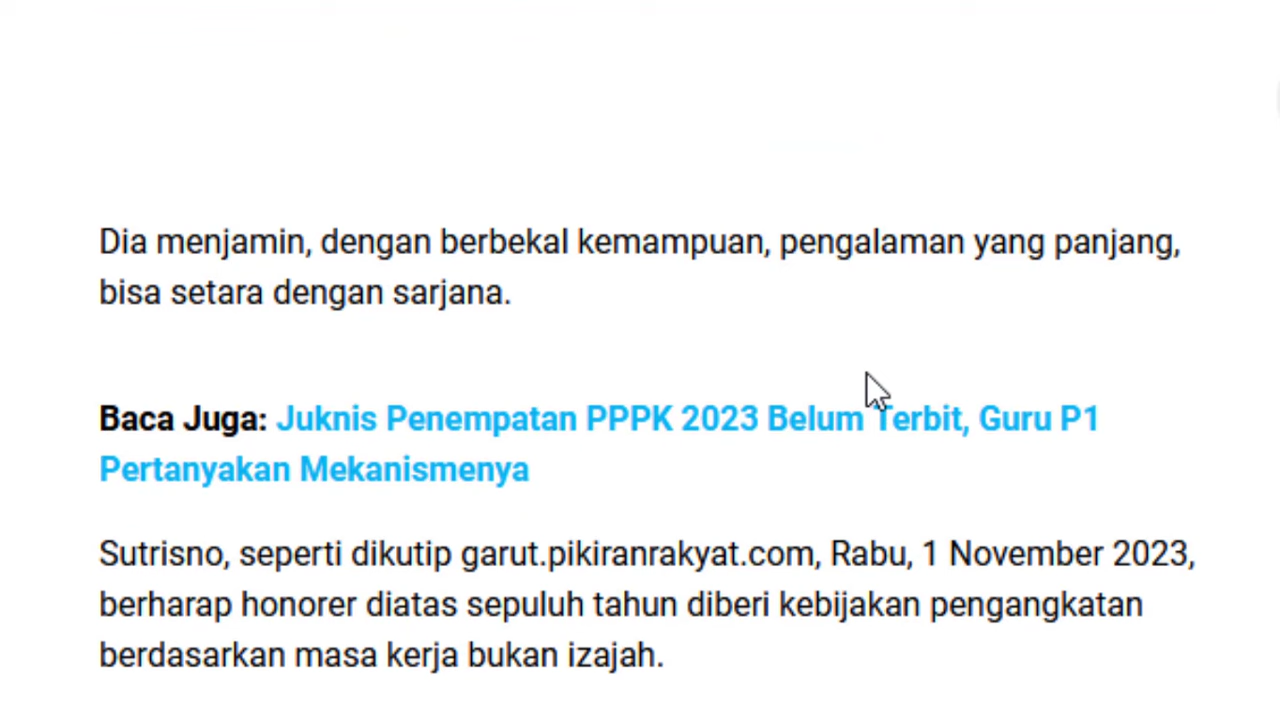 Dia menjamin, dengan berbekal kemampuan, pengalaman yang panjang,
bisa setara dengan sarjana.
Baca Juga: Juknis Penempatan PPPK 2023 Belum Terbit, Guru P1
Pertanyakan Mekanismenya
Sutrisno, seperti dikutip garut.pikiranrakyat.com, Rabu, 1 November 2023,
berharap honorer diatas sepuluh tahun diberi kebijakan pengangkatan
berdasarkan masa kerja bukan izajah.